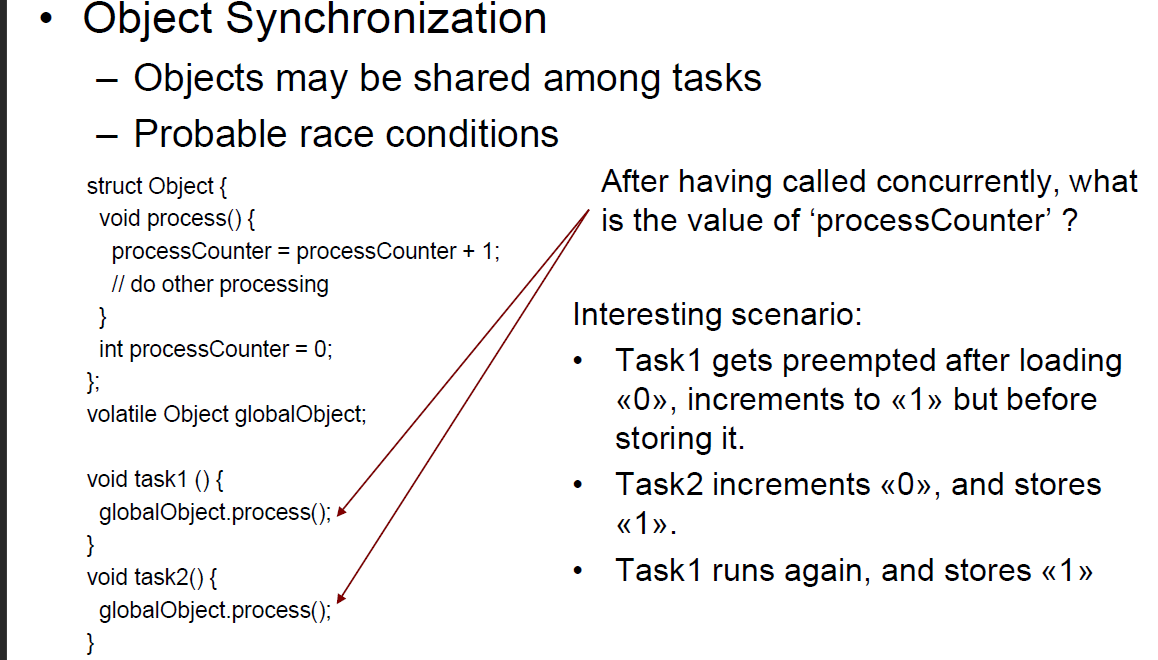 • Object Synchronization
– Objects may be shared among tasks
– Probable race conditions
struct Object {
void process() {
processCounter = processCounter + 1;
// do other processing
}
int processCounter = 0;
};
volatile Object globalObject;
void task1 () {
globalObject.process();
}
void task2() {
globalObject.process();
}
After having called concurrently, what
is the value of ‘processCounter’ ?
Interesting scenario:
• Task1 gets preempted after loading
«0», increments to «1» but before
storing it.
• Task2 increments «0», and stores
«1».
• Task1 runs again, and stores «1»